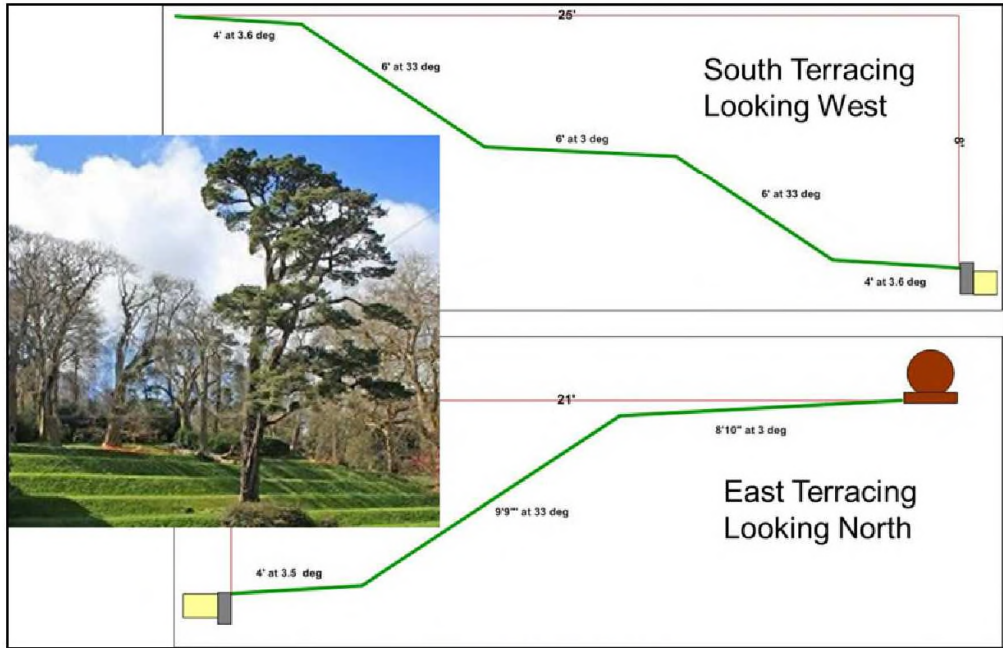 25'
4' at 3.6 deg
6' at 33 deg
South Terracing
Looking West
6' at 3 deg
8'
6' at 33 deg
4' at 3.6 deg
21'
8'10" at 3 deg
East Terracing
Looking North
9'9"' at 33 deg
4' at 3.5 deg